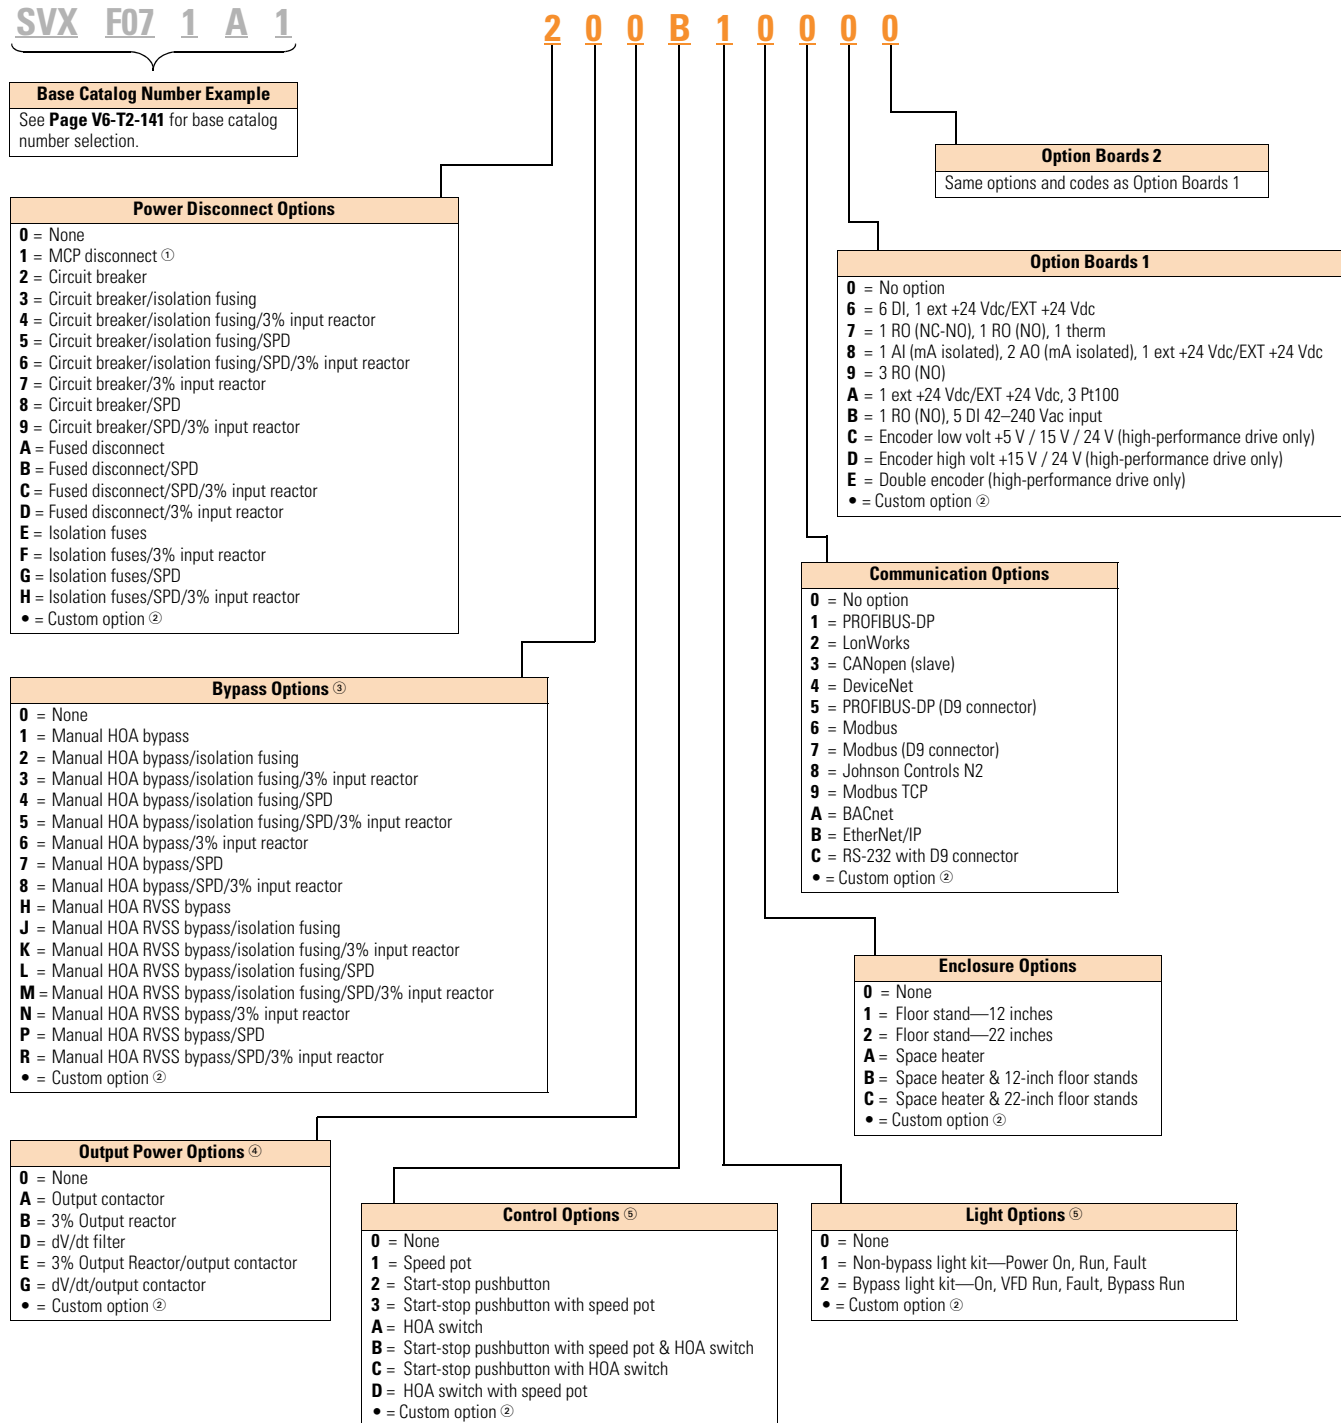 SVX F07 1 A 1 2 0 0 B 1 0 0 0 0
Base Catalog Number Example
See Page V6-T2-141 for base catalog
number selection.
Power Disconnect Options
0 = None
1 = MCP disconnect ①
2 = Circuit breaker
3 = Circuit breaker/isolation fusing
4 = Circuit breaker/isolation fusing/3% input reactor
5 = Circuit breaker/isolation fusing/SPD
6 = Circuit breaker/isolation fusing/SPD/3% input reactor
7 = Circuit breaker/3% input reactor
8 = Circuit breaker/SPD
9 = Circuit breaker/SPD/3% input reactor
A = Fused disconnect
B = Fused disconnect/SPD
C = Fused disconnect/SPD/3% input reactor
D = Fused disconnect/3% input reactor
E = Isolation fuses
F = Isolation fuses/3% input reactor
G = Isolation fuses/SPD
H = Isolation fuses/SPD/3% input reactor
• = Custom option ②
Bypass Options ③
0 = None
1 = Manual HOA bypass
2 = Manual HOA bypass/isolation fusing
3 = Manual HOA bypass/isolation fusing/3% input reactor
4 = Manual HOA bypass/isolation fusing/SPD
5 = Manual HOA bypass/isolation fusing/SPD/3% input reactor
6 = Manual HOA bypass/3% input reactor
7 = Manual HOA bypass/SPD
8 = Manual HOA bypass/SPD/3% input reactor
H = Manual HOA RVSS bypass
J = Manual HOA RVSS bypass/isolation fusing
K = Manual HOA RVSS bypass/isolation fusing/3% input reactor
L = Manual HOA RVSS bypass/isolation fusing/SPD
M = Manual HOA RVSS bypass/isolation fusing/SPD/3% input reactor
N = Manual HOA RVSS bypass/3% input reactor
P = Manual HOA RVSS bypass/SPD
R = Manual HOA RVSS bypass/SPD/3% input reactor
• = Custom option ②
Output Power Options ④
0 = None
A = Output contactor
B = 3% Output reactor
D = dV/dt filter
E = 3% Output Reactor/output contactor
G = dV/dt/output contactor
• = Custom option ②
Control Options ⑤
0 = None
1 = Speed pot
2 = Start-stop pushbutton
3 = Start-stop pushbutton with speed pot
A = HOA switch
B = Start-stop pushbutton with speed pot & HOA switch
C = Start-stop pushbutton with HOA switch
D = HOA switch with speed pot
• = Custom option ②
Light Options ⑤
0 = None
1 = Non-bypass light kit—Power On, Run, Fault
2 = Bypass light kit—On, VFD Run, Fault, Bypass Run
• = Custom option ②
Enclosure Options
0 = None
1 = Floor stand—12 inches
2 = Floor stand—22 inches
A = Space heater
B = Space heater & 12-inch floor stands
C = Space heater & 22-inch floor stands
• = Custom option ②
Communication Options
0 = No option
1 = PROFIBUS-DP
2 = LonWorks
3 = CANopen (slave)
4 = DeviceNet
5 = PROFIBUS-DP (D9 connector)
6 = Modbus
7 = Modbus (D9 connector)
8 = Johnson Controls N2
9 = Modbus TCP
A = BACnet
B = EtherNet/IP
C = RS-232 with D9 connector
• = Custom option ②
Option Boards 1
0 = No option
6 = 6 DI, 1 ext +24 Vdc/EXT +24 Vdc
7 = 1 RO (NC-NO), 1 RO (NO), 1 therm
8 = 1 AI (mA isolated), 2 AO (mA isolated), 1 ext +24 Vdc/EXT +24 Vdc
9 = 3 RO (NO)
A = 1 ext +24 Vdc/EXT +24 Vdc, 3 Pt100
B = 1 RO (NO), 5 DI 42–240 Vac input
C = Encoder low volt +5 V / 15 V / 24 V (high-performance drive only)
D = Encoder high volt +15 V / 24 V (high-performance drive only)
E = Double encoder (high-performance drive only)
• = Custom option ②
Option Boards 2
Same options and codes as Option Boards 1